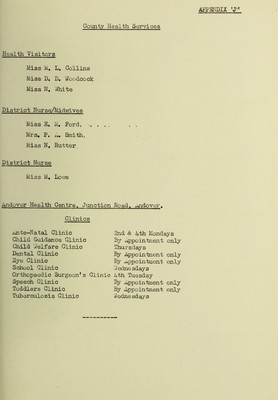 APPENDIX 'J'.
County Health Services
Health Visitors
Miss M. L. Collins
Miss D. D. Woodcock
Miss N. White
District Nurse/Midwives
Miss E. M. Ford.
Mrs. P. A. Smith.
Miss N. Rutter
District Nurse
Miss M. Loom
Andover Health Centre, Junction Road, Andover.
Clinics
Ante-Natal Clinic 2nd & 4th Mondays
Child Guidance Clinic By Appointment only
Child Welfare Clinic Thursdays
Dental Clinic By Appointment only
Eye Clinic By Appointment only
School Clinic Wednesdays
Orthopaedic Surgeon's Clinic 4th Tuesday
Speech Clinic By Appointment only
Toddlers Clinic By Appointment only
Tuberculosis Clinic Wednesdays